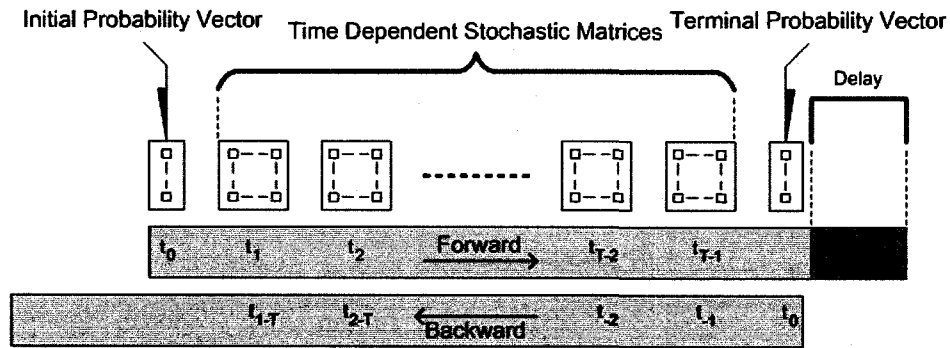 Initial Probability Vector
Terminal Probability Vector
Time Dependent Stochastic Matrices
Delay
t0 t1 t2 Forward tT-2 tT-1
t1-T t2-T Backward t-2 t-1 t0